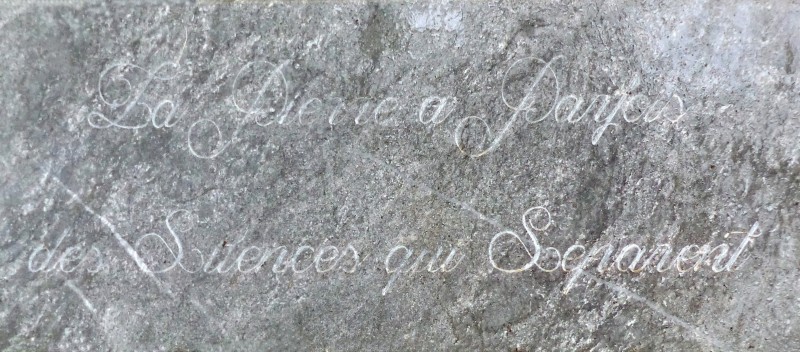 La Pierre a Parfois
des Silences qui Séparent